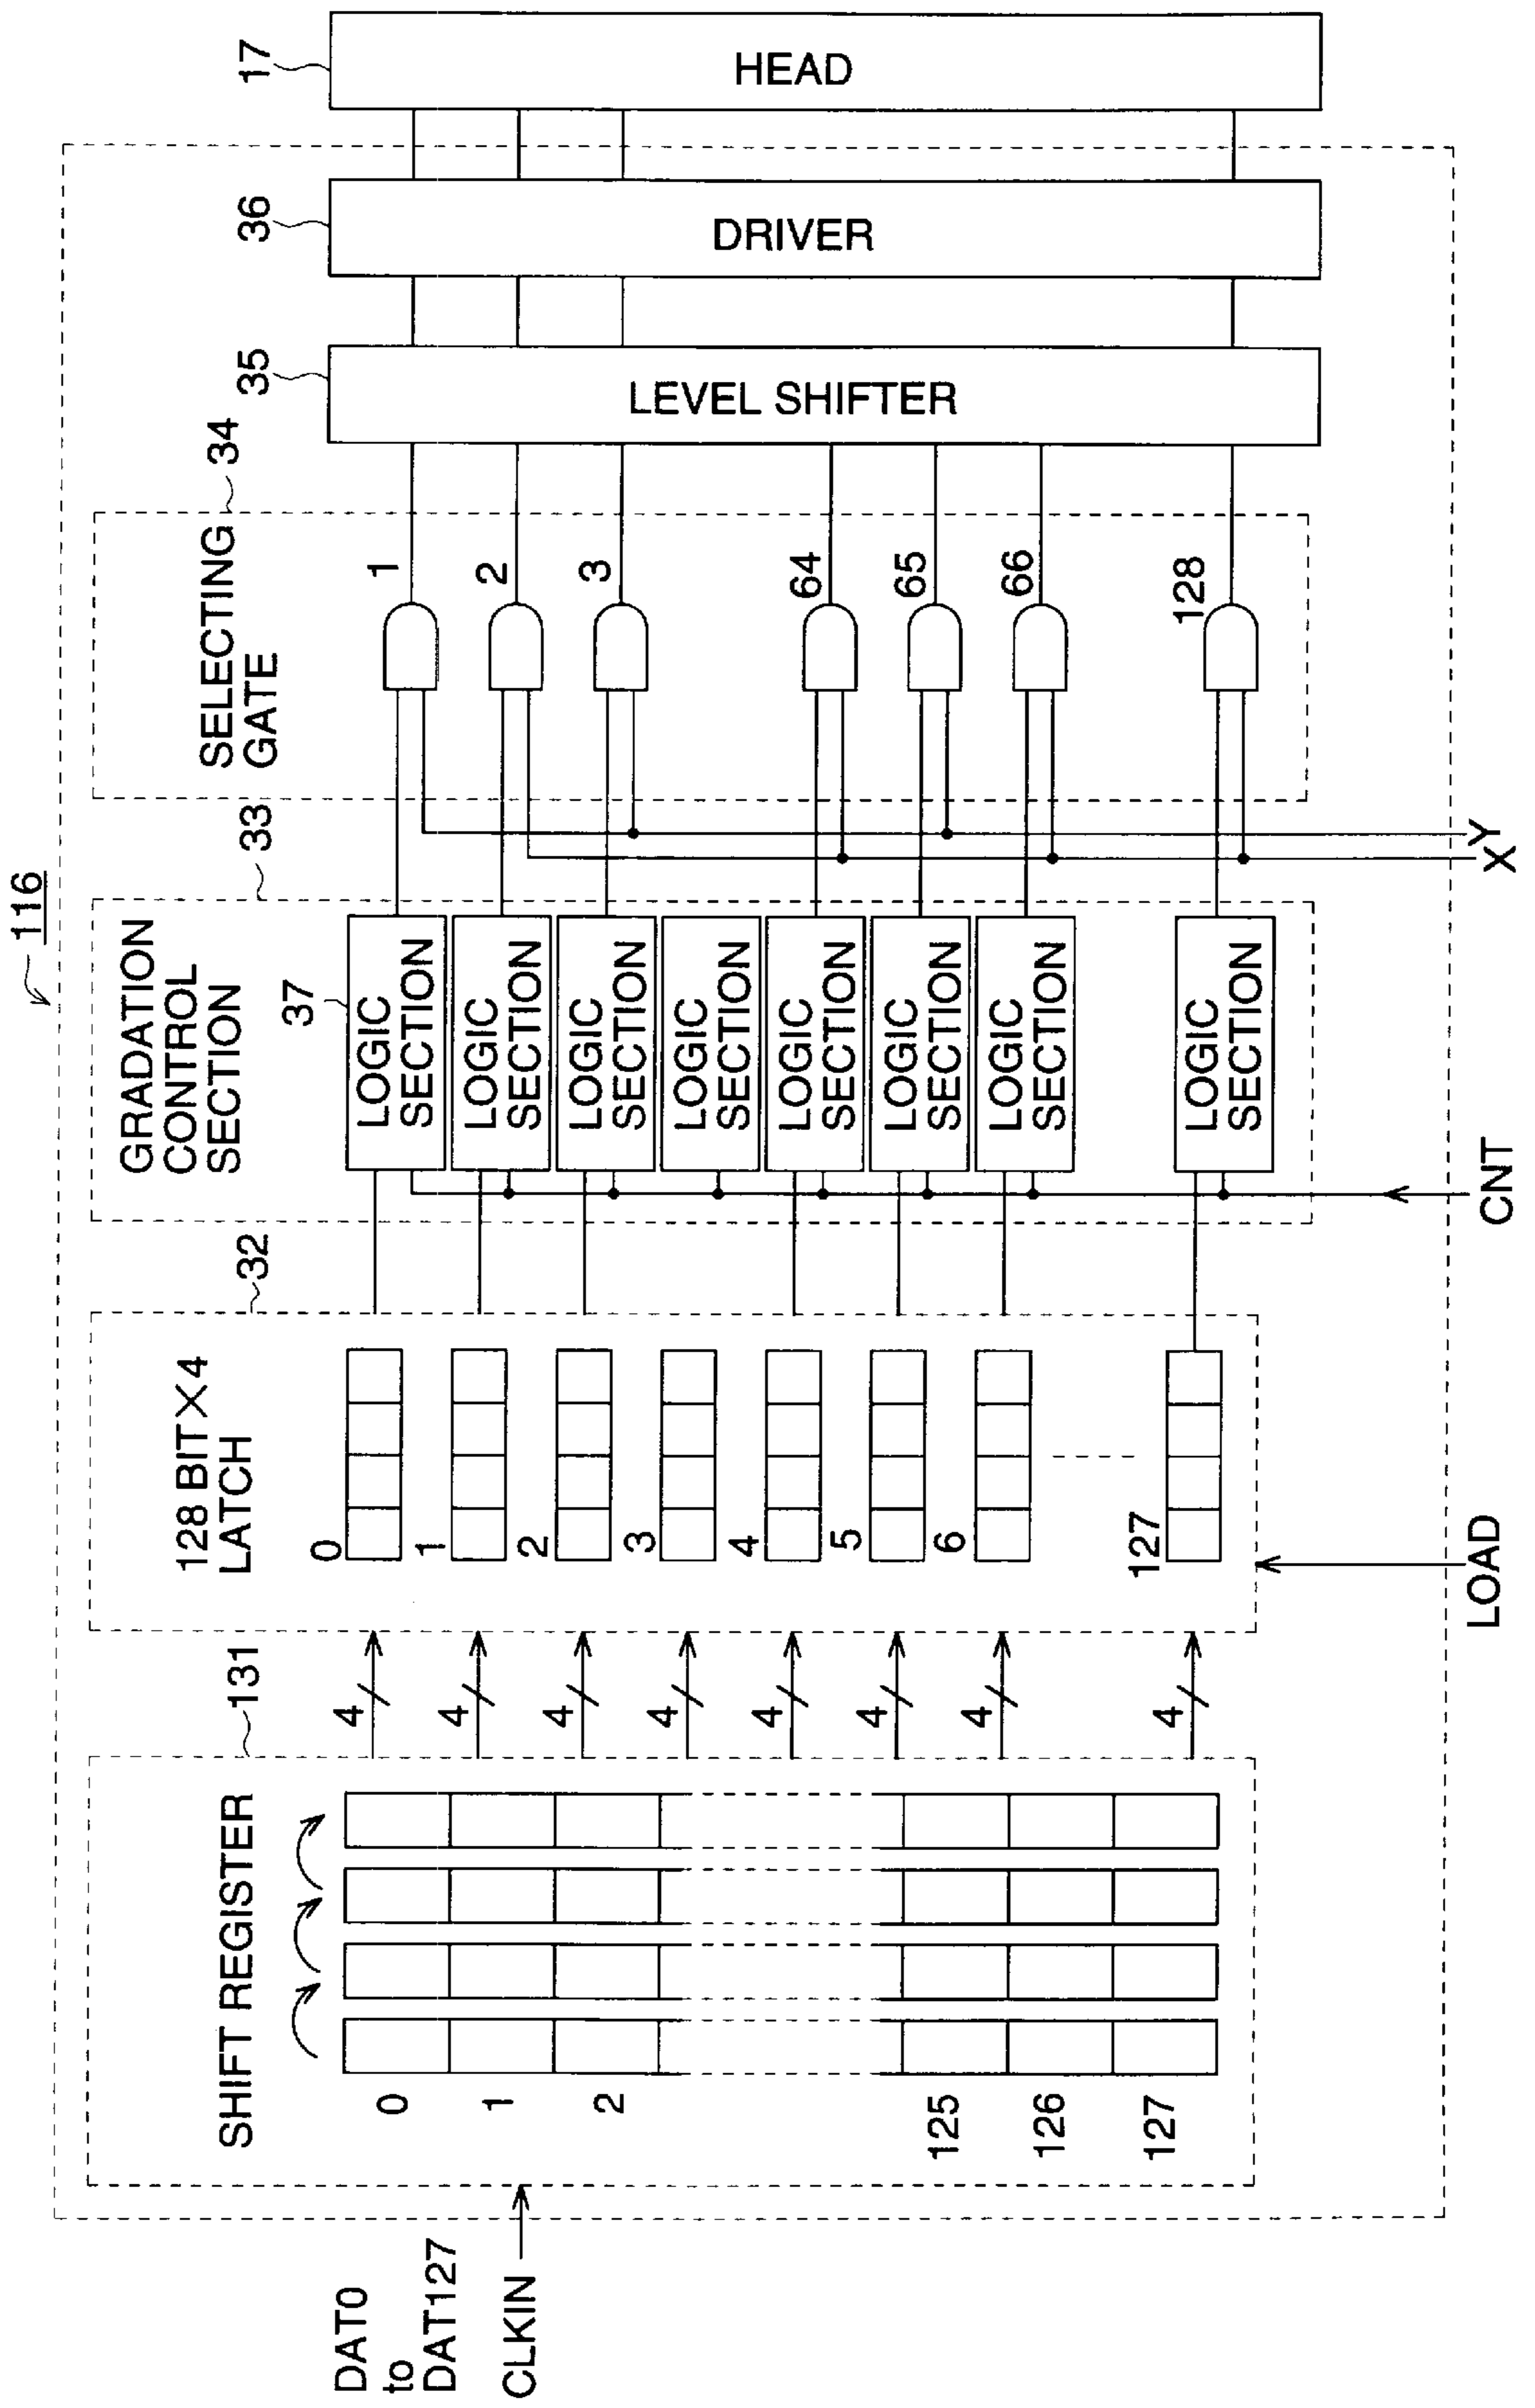 116
DAT0
to
DAT127
CLKIN
SHIFT REGISTER
131
0
1
2
125
126
127
4
4
4
4
4
4
4
4
128 BIT×4
LATCH
32
0
1
2
3
4
5
6
127
LOAD
GRADATION
CONTROL
SECTION
33
37
LOGIC
SECTION
LOGIC
SECTION
LOGIC
SECTION
LOGIC
SECTION
LOGIC
SECTION
LOGIC
SECTION
LOGIC
SECTION
LOGIC
SECTION
CNT
SELECTING
GATE
34
1
2
3
64
65
66
128
X
Y
LEVEL SHIFTER
35
DRIVER
36
HEAD
17